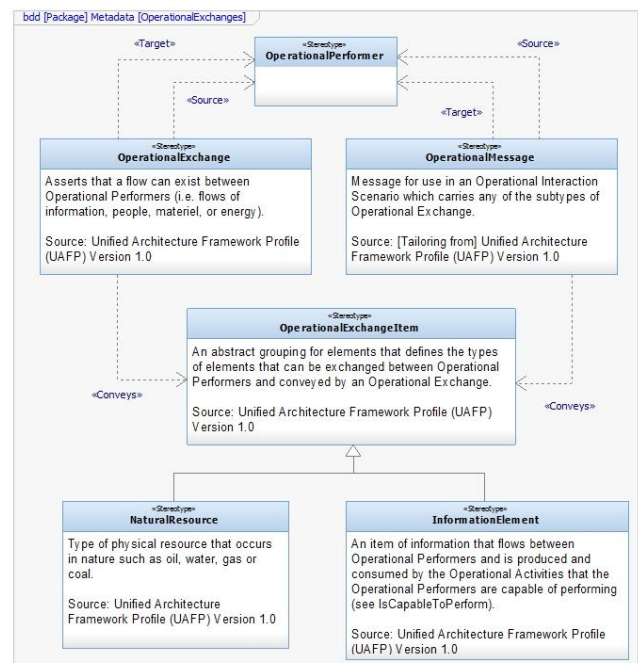 bdd [Package] Metadata [OperationalExchanges]
«Target»
«Source»
«Stereotype»
OperationalPerformer
«Source»
«Target»
«Stereotype»
OperationalExchange
Asserts that a flow can exist between
Operational Performers (i.e. flows of
information, people, materiel, or energy).
Source: Unified Architecture Framework Profile
(UAFP) Version 1.0
«Stereotype»
OperationalMessage
Message for use in an Operational Interaction
Scenario which carries any of the subtypes of
Operational Exchange.
Source: [Tailoring from] Unified Architecture
Framework Profile (UAFP) Version 1.0
«Stereotype»
OperationalExchangeItem
An abstract grouping for elements that defines the types
of elements that can be exchanged between Operational
Performers and conveyed by an Operational Exchange.
Source: Unified Architecture Framework Profile (UAFP)
Version 1.0
«Conveys»
«Conveys»
«Stereotype»
NaturalResource
Type of physical resource that occurs
in nature such as oil, water, gas or
coal.
Source: Unified Architecture
Framework Profile (UAFP) Version 1.0
«Stereotype»
InformationElement
An item of information that flows between
Operational Performers and is produced and
consumed by the Operational Activities that the
Operational Performers are capable of performing
(see IsCapableToPerform).
Source: Unified Architecture Framework Profile
(UAFP) Version 1.0